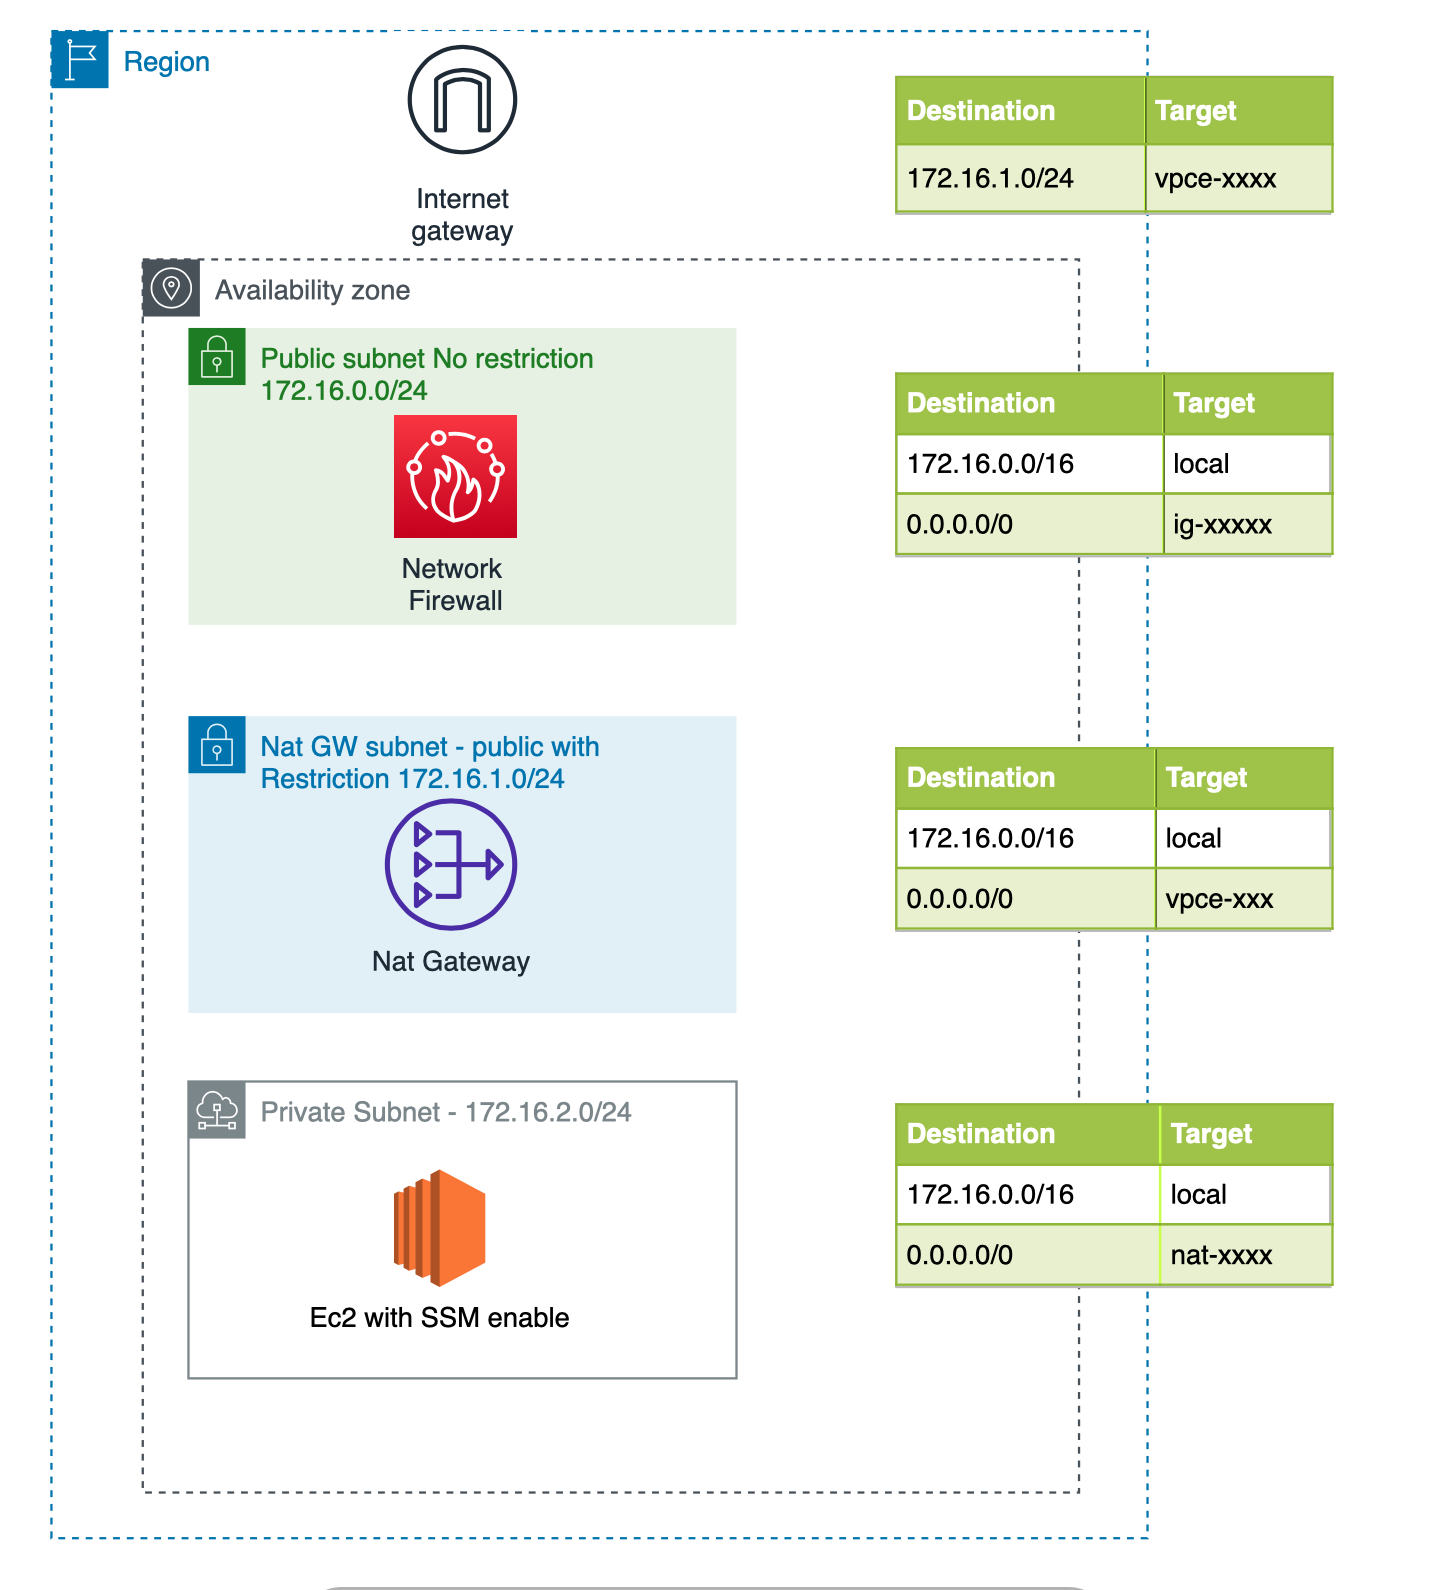 Region
Internet
gateway
Destination Target
172.16.1.0/24 vpce-xxxx
Availability zone
Public subnet No restriction
172.16.0.0/24
Network
Firewall
Destination Target
172.16.0.0/16 local
0.0.0.0/0 ig-xxxxx
Nat GW subnet - public with
Restriction 172.16.1.0/24
Nat Gateway
Destination Target
172.16.0.0/16 local
0.0.0.0/0 vpce-xxx
Private Subnet - 172.16.2.0/24
Ec2 with SSM enable
Destination Target
172.16.0.0/16 local
0.0.0.0/0 nat-xxxx